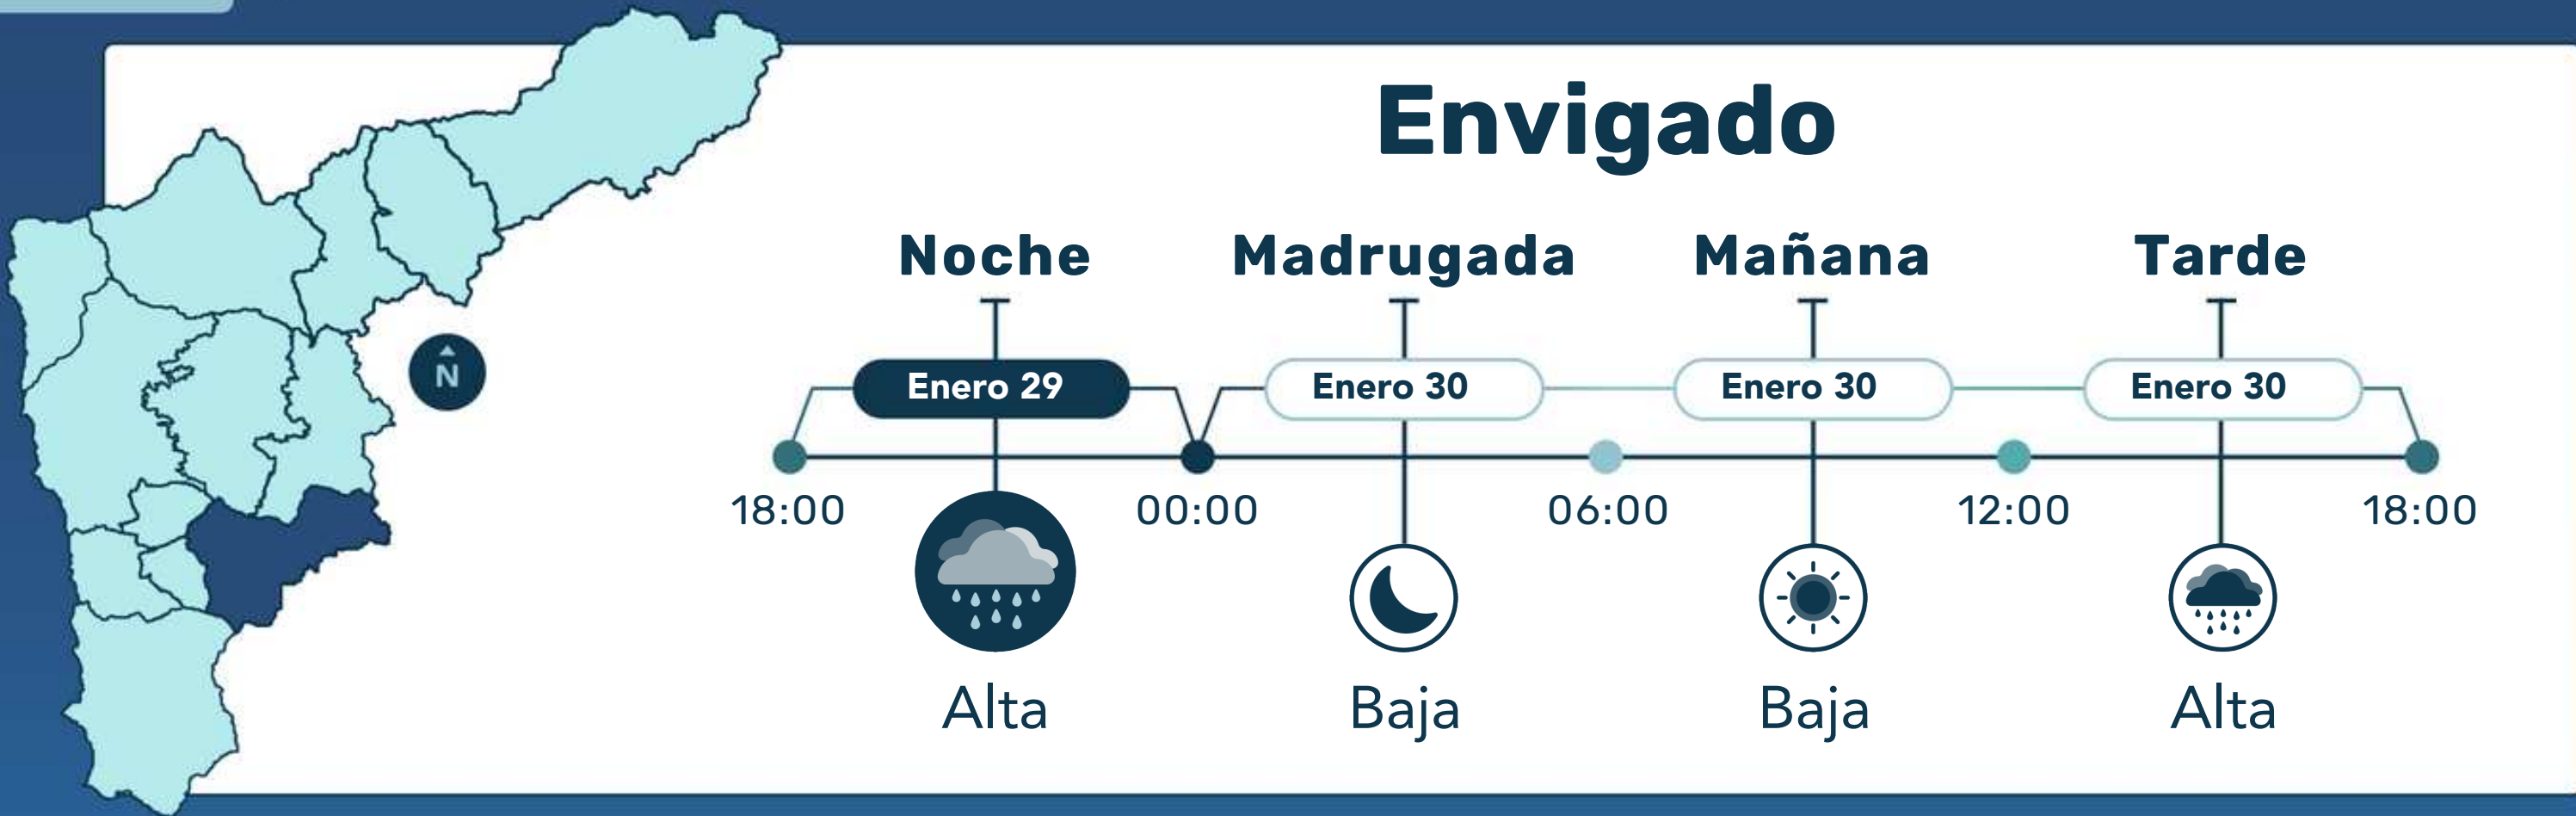 Envigado
Noche Madrugada Mañana Tarde
N
Enero 29 Enero 30 Enero 30 Enero 30
18:00 00:00 06:00 12:00 18:00
Alta Baja Baja Alta